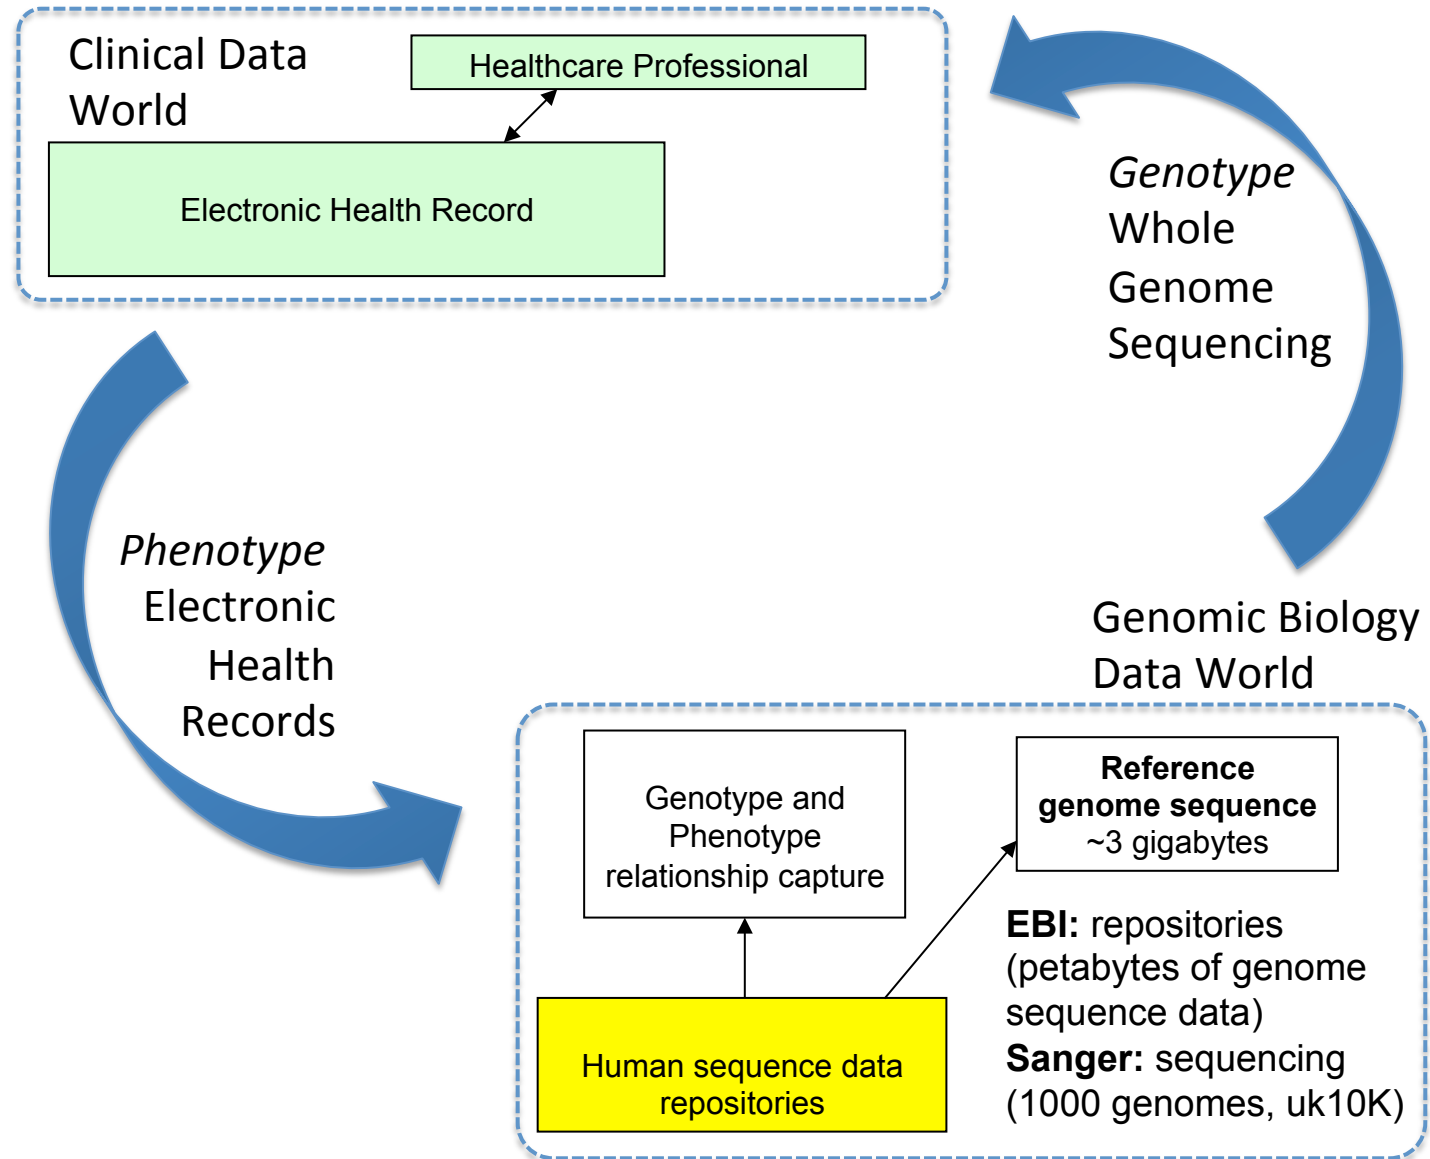 Clinical Data
World
Healthcare Professional
Electronic Health Record
Genotype
Whole
Genome
Sequencing
Phenotype
Electronic
Health
Records
Genomic Biology
Data World
Genotype and
Phenotype
relationship capture
Reference
genome sequence
~3 gigabytes
EBI: repositories
(petabytes of genome
sequence data)
Sanger: sequencing
(1000 genomes, uk10K)
Human sequence data
repositories